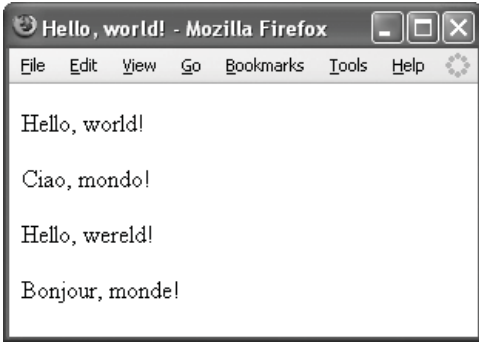 Hello, world! - Mozilla Firefox
File Edit View Go Bookmarks Tools Help
Hello, world!
Ciao, mondo!
Hello, wereld!
Bonjour, monde!